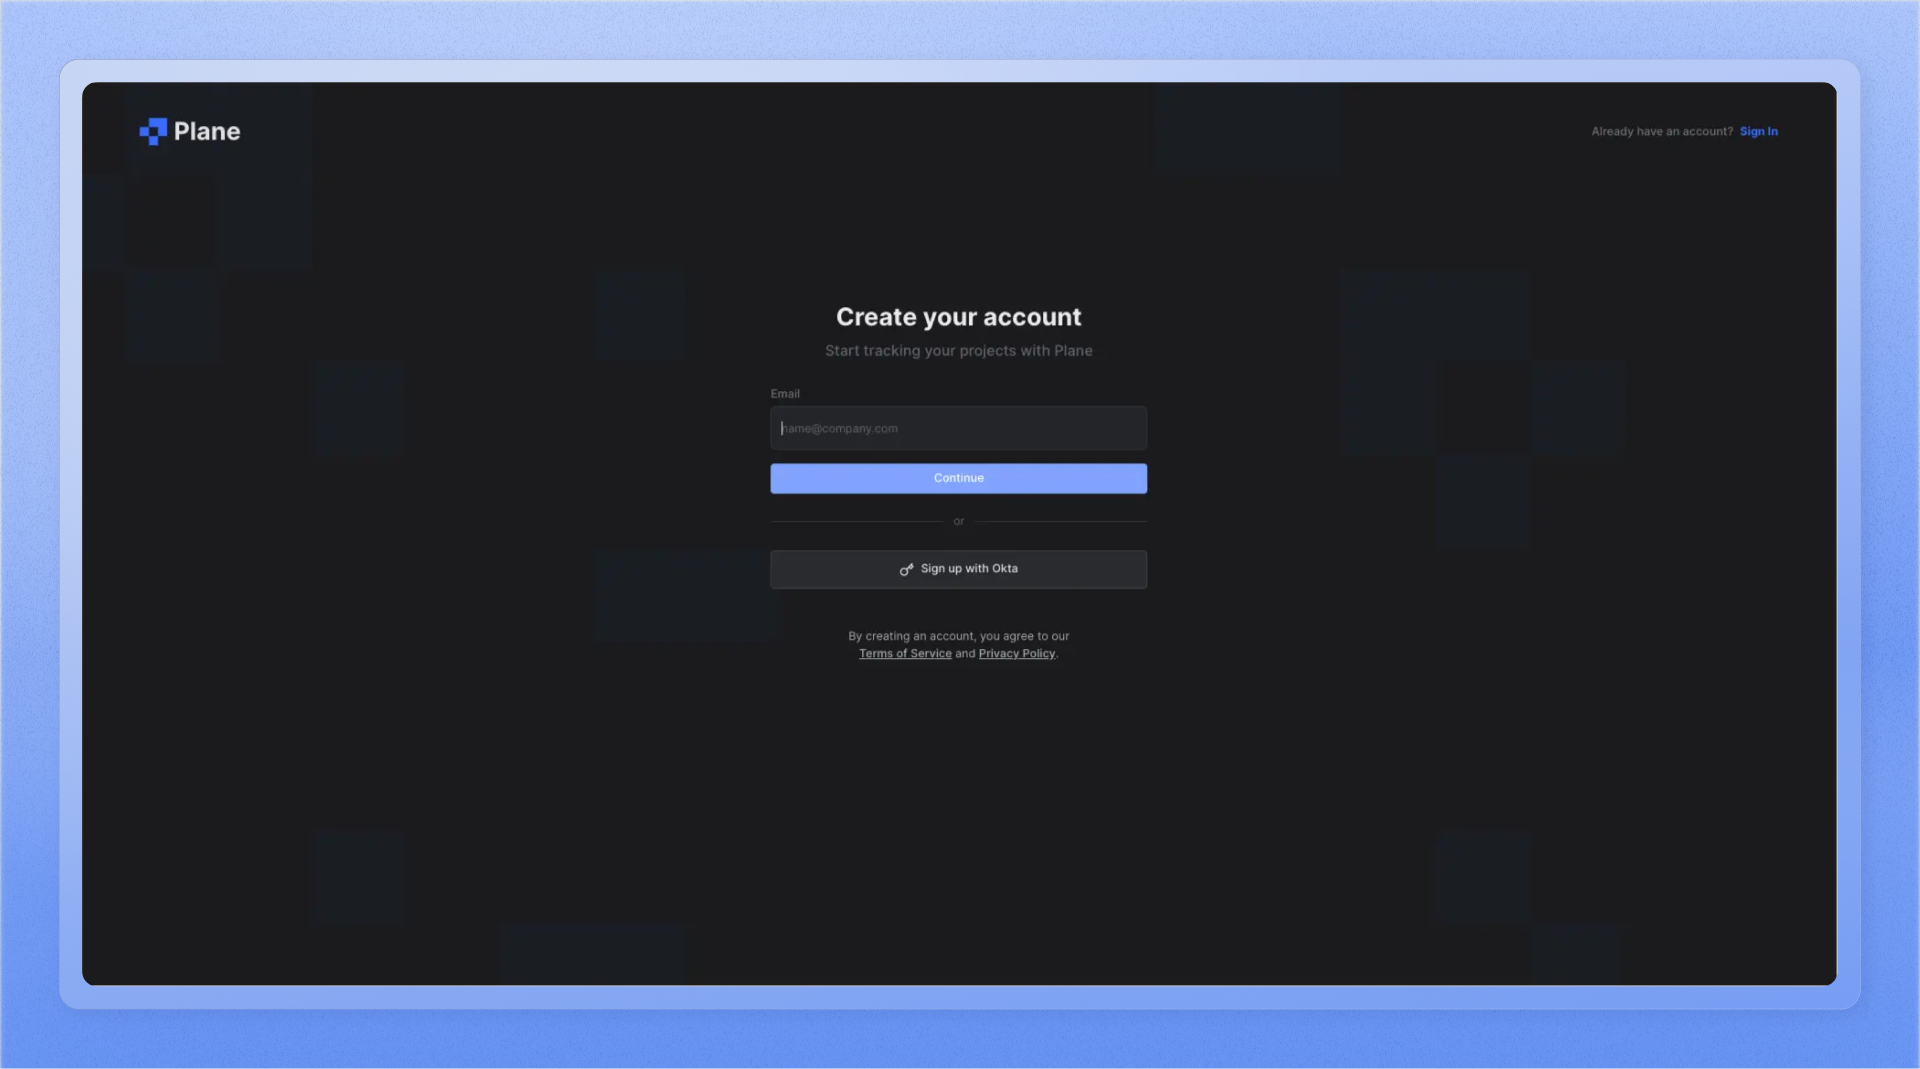 Plane
Already have an account? Sign In
Create your account
Start tracking your projects with Plane
Email
name@company.com
Continue
or
Sign up with Okta
By creating an account, you agree to our
Terms of Service and Privacy Policy.